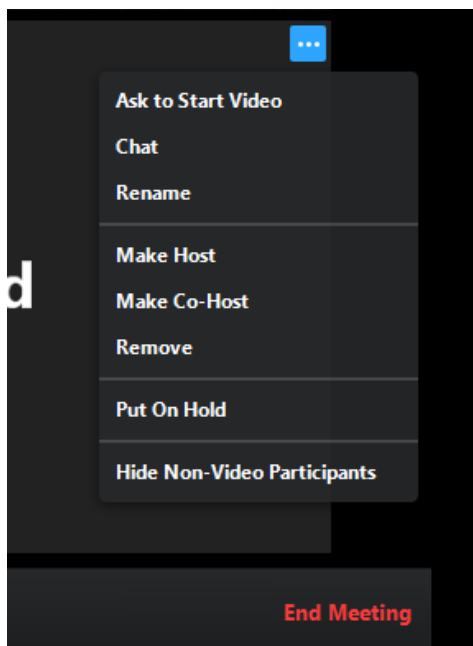 Ask to Start Video
Chat
Rename
d
Make Host
Make Co-Host
Remove
Put On Hold
Hide Non-Video Participants
End Meeting